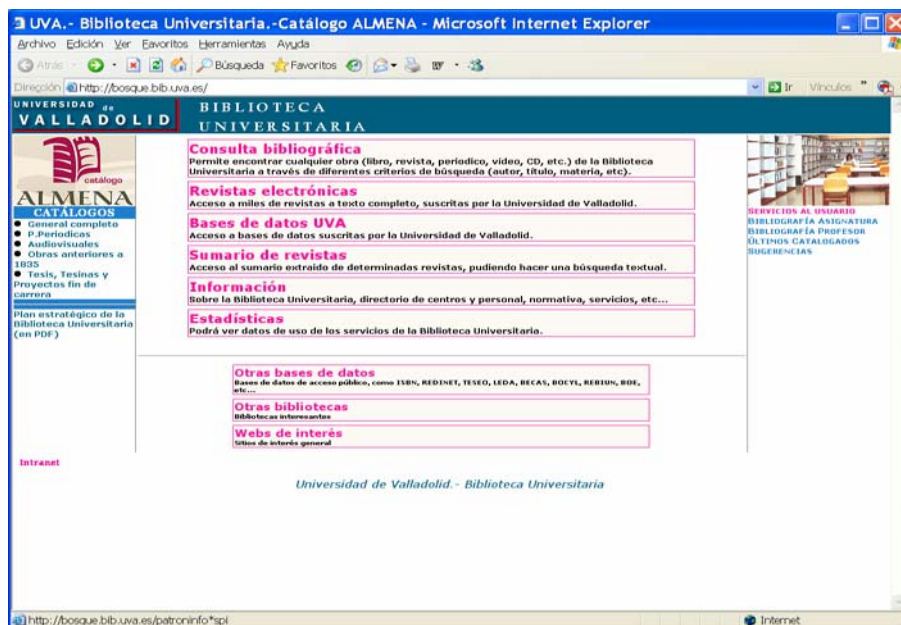 UVA.- Biblioteca Universitaria.-Catálogo ALMENA - Microsoft Internet Explorer
Archivo Edición Ver Favoritos Herramientas Ayuda
Atrás Búsqueda Favoritos
Dirección http://bosque.bib.uva.es/ Ir Vínculos »
UNIVERSIDAD de
VALLADOLID
BIBLIOTECA
UNIVERSITARIA
catálogo
ALMENA
CATÁLOGOS
General completo
P.Periodicas
Audiovisuales
Obras anteriores a
1835
Tesis, Tesinas y
Proyectos fin de
carrera
Plan estratégico de la
Biblioteca Universitaria
(en PDF)
Consulta bibliográfica
Permite encontrar cualquier obra (libro, revista, periodico, video, CD, etc.) de la Biblioteca
Universitaria a través de diferentes criterios de búsqueda (autor, título, materia, etc).
Revistas electrónicas
Acceso a miles de revistas a texto completo, suscritas por la Universidad de Valladolid.
Bases de datos UVA
Acceso a bases de datos suscritas por la Universidad de Valladolid.
Sumario de revistas
Acceso al sumario extraido de determinadas revistas, pudiendo hacer una búsqueda textual.
Información
Sobre la Biblioteca Universitaria, directorio de centros y personal, normativa, servicios, etc...
Estadísticas
Podrá ver datos de uso de los servicios de la Biblioteca Universitaria.
Otras bases de datos
Bases de datos de acceso público, como ISBN, REDINET, TESEO, LEDA, BECAS, BOCYL, REBIUN, BOE,
etc...
Otras bibliotecas
Bibliotecas interesantes
Webs de interés
Sitios de interés general
SERVICIOS AL USUARIO
BIBLIOGRAFÍA ASIGNATURA
BIBLIOGRAFÍA PROFESOR
ÚLTIMOS CATALOGADOS
SUGERENCIAS
Intranet
Universidad de Valladolid.- Biblioteca Universitaria
http://bosque.bib.uva.es/patroninfo*spi Internet